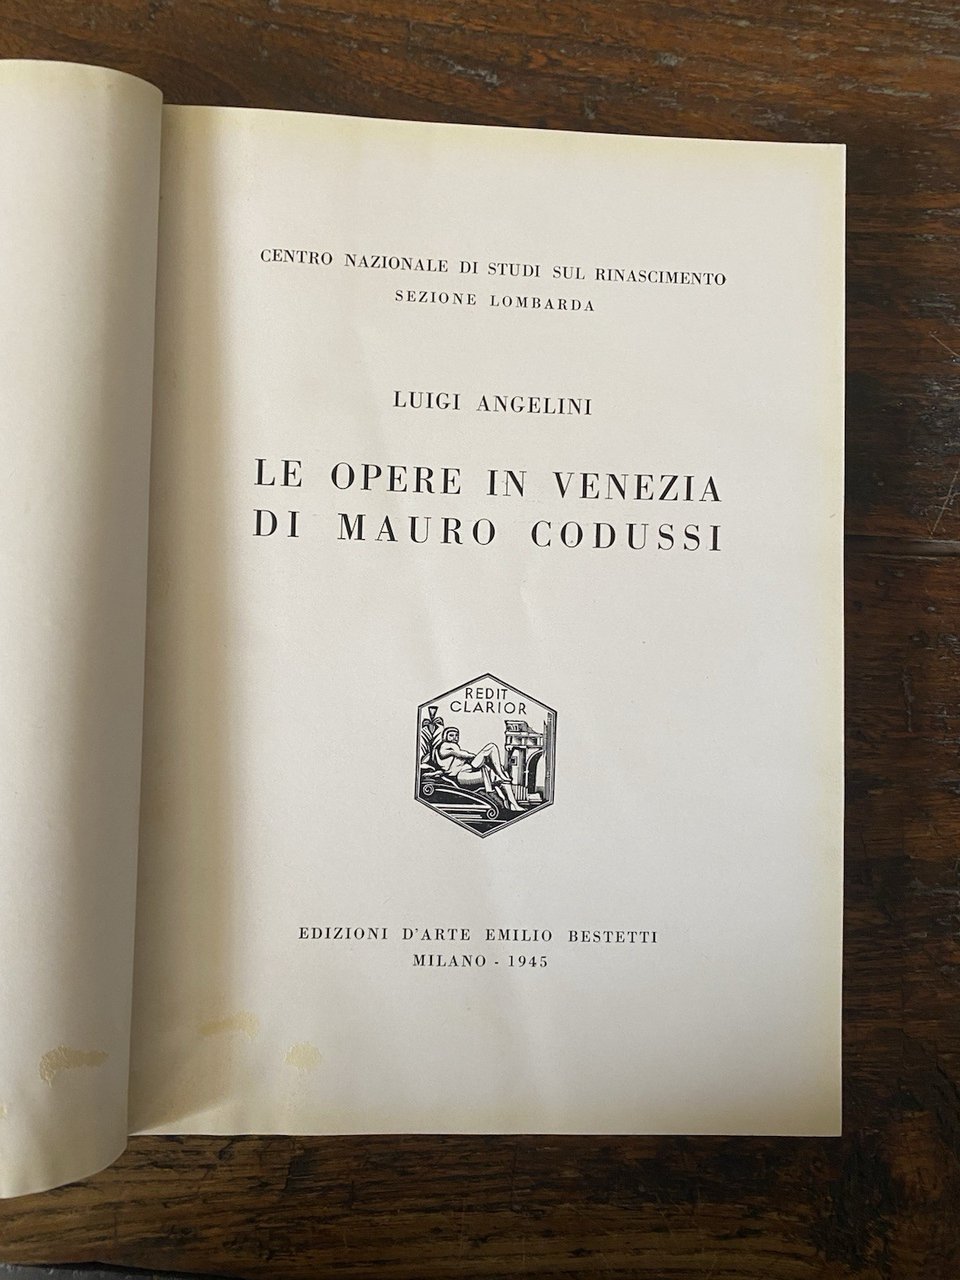 CENTRO NAZIONALE DI STUDI SUL RINASCIMENTO
SEZIONE LOMBARDA
LUIGI ANGELINI
LE OPERE IN VENEZIA
DI MAURO CODUSSI
REDIT
CLARIOR
EDIZIONI D'ARTE EMILIO BESTETTI
MILANO - 1945